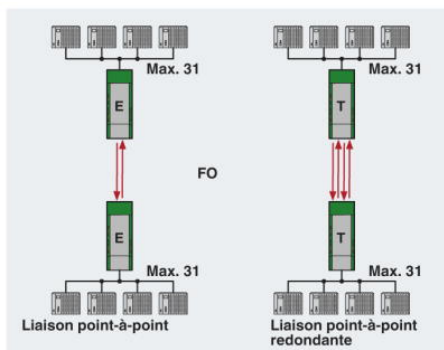 Max. 31
Max. 31
E
T
FO
E
T
Max. 31
Max. 31
Liaison point-à-point
Liaison point-à-point
redondante